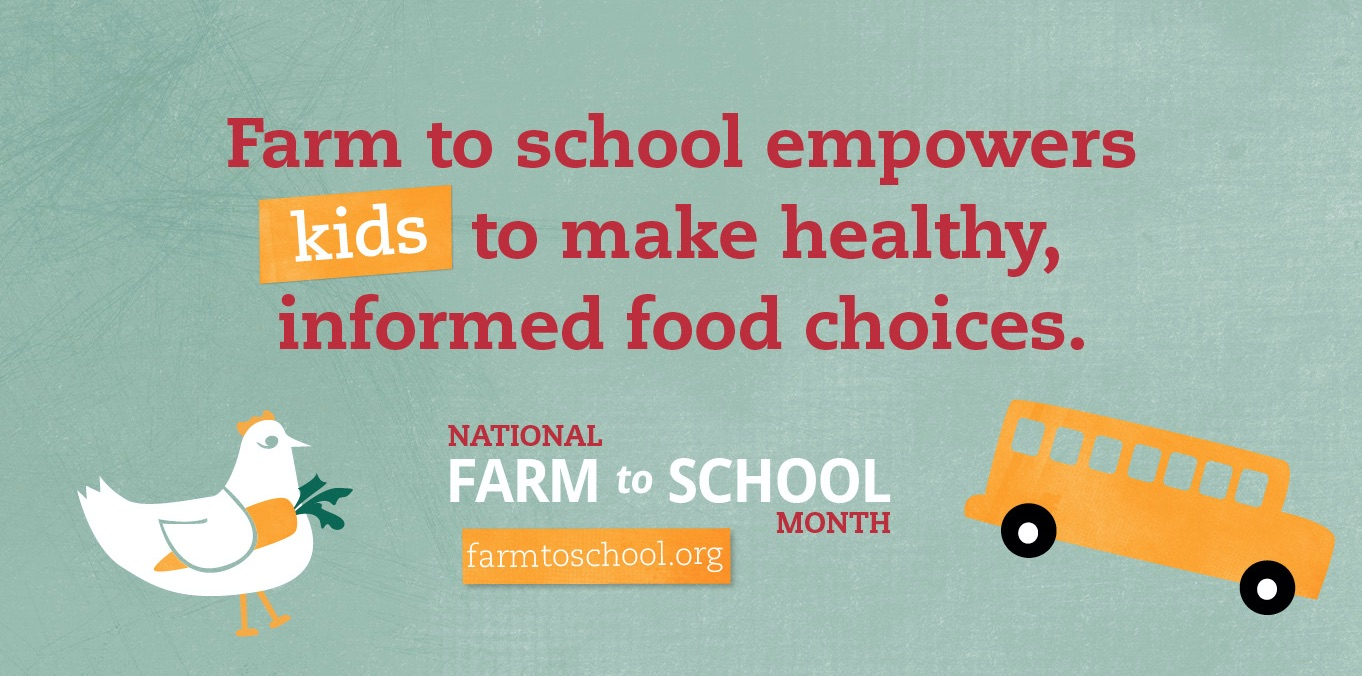 Farm to school empowers
kids to make healthy,
informed food choices.
NATIONAL
FARM to SCHOOL
MONTH
farmtoschool.org